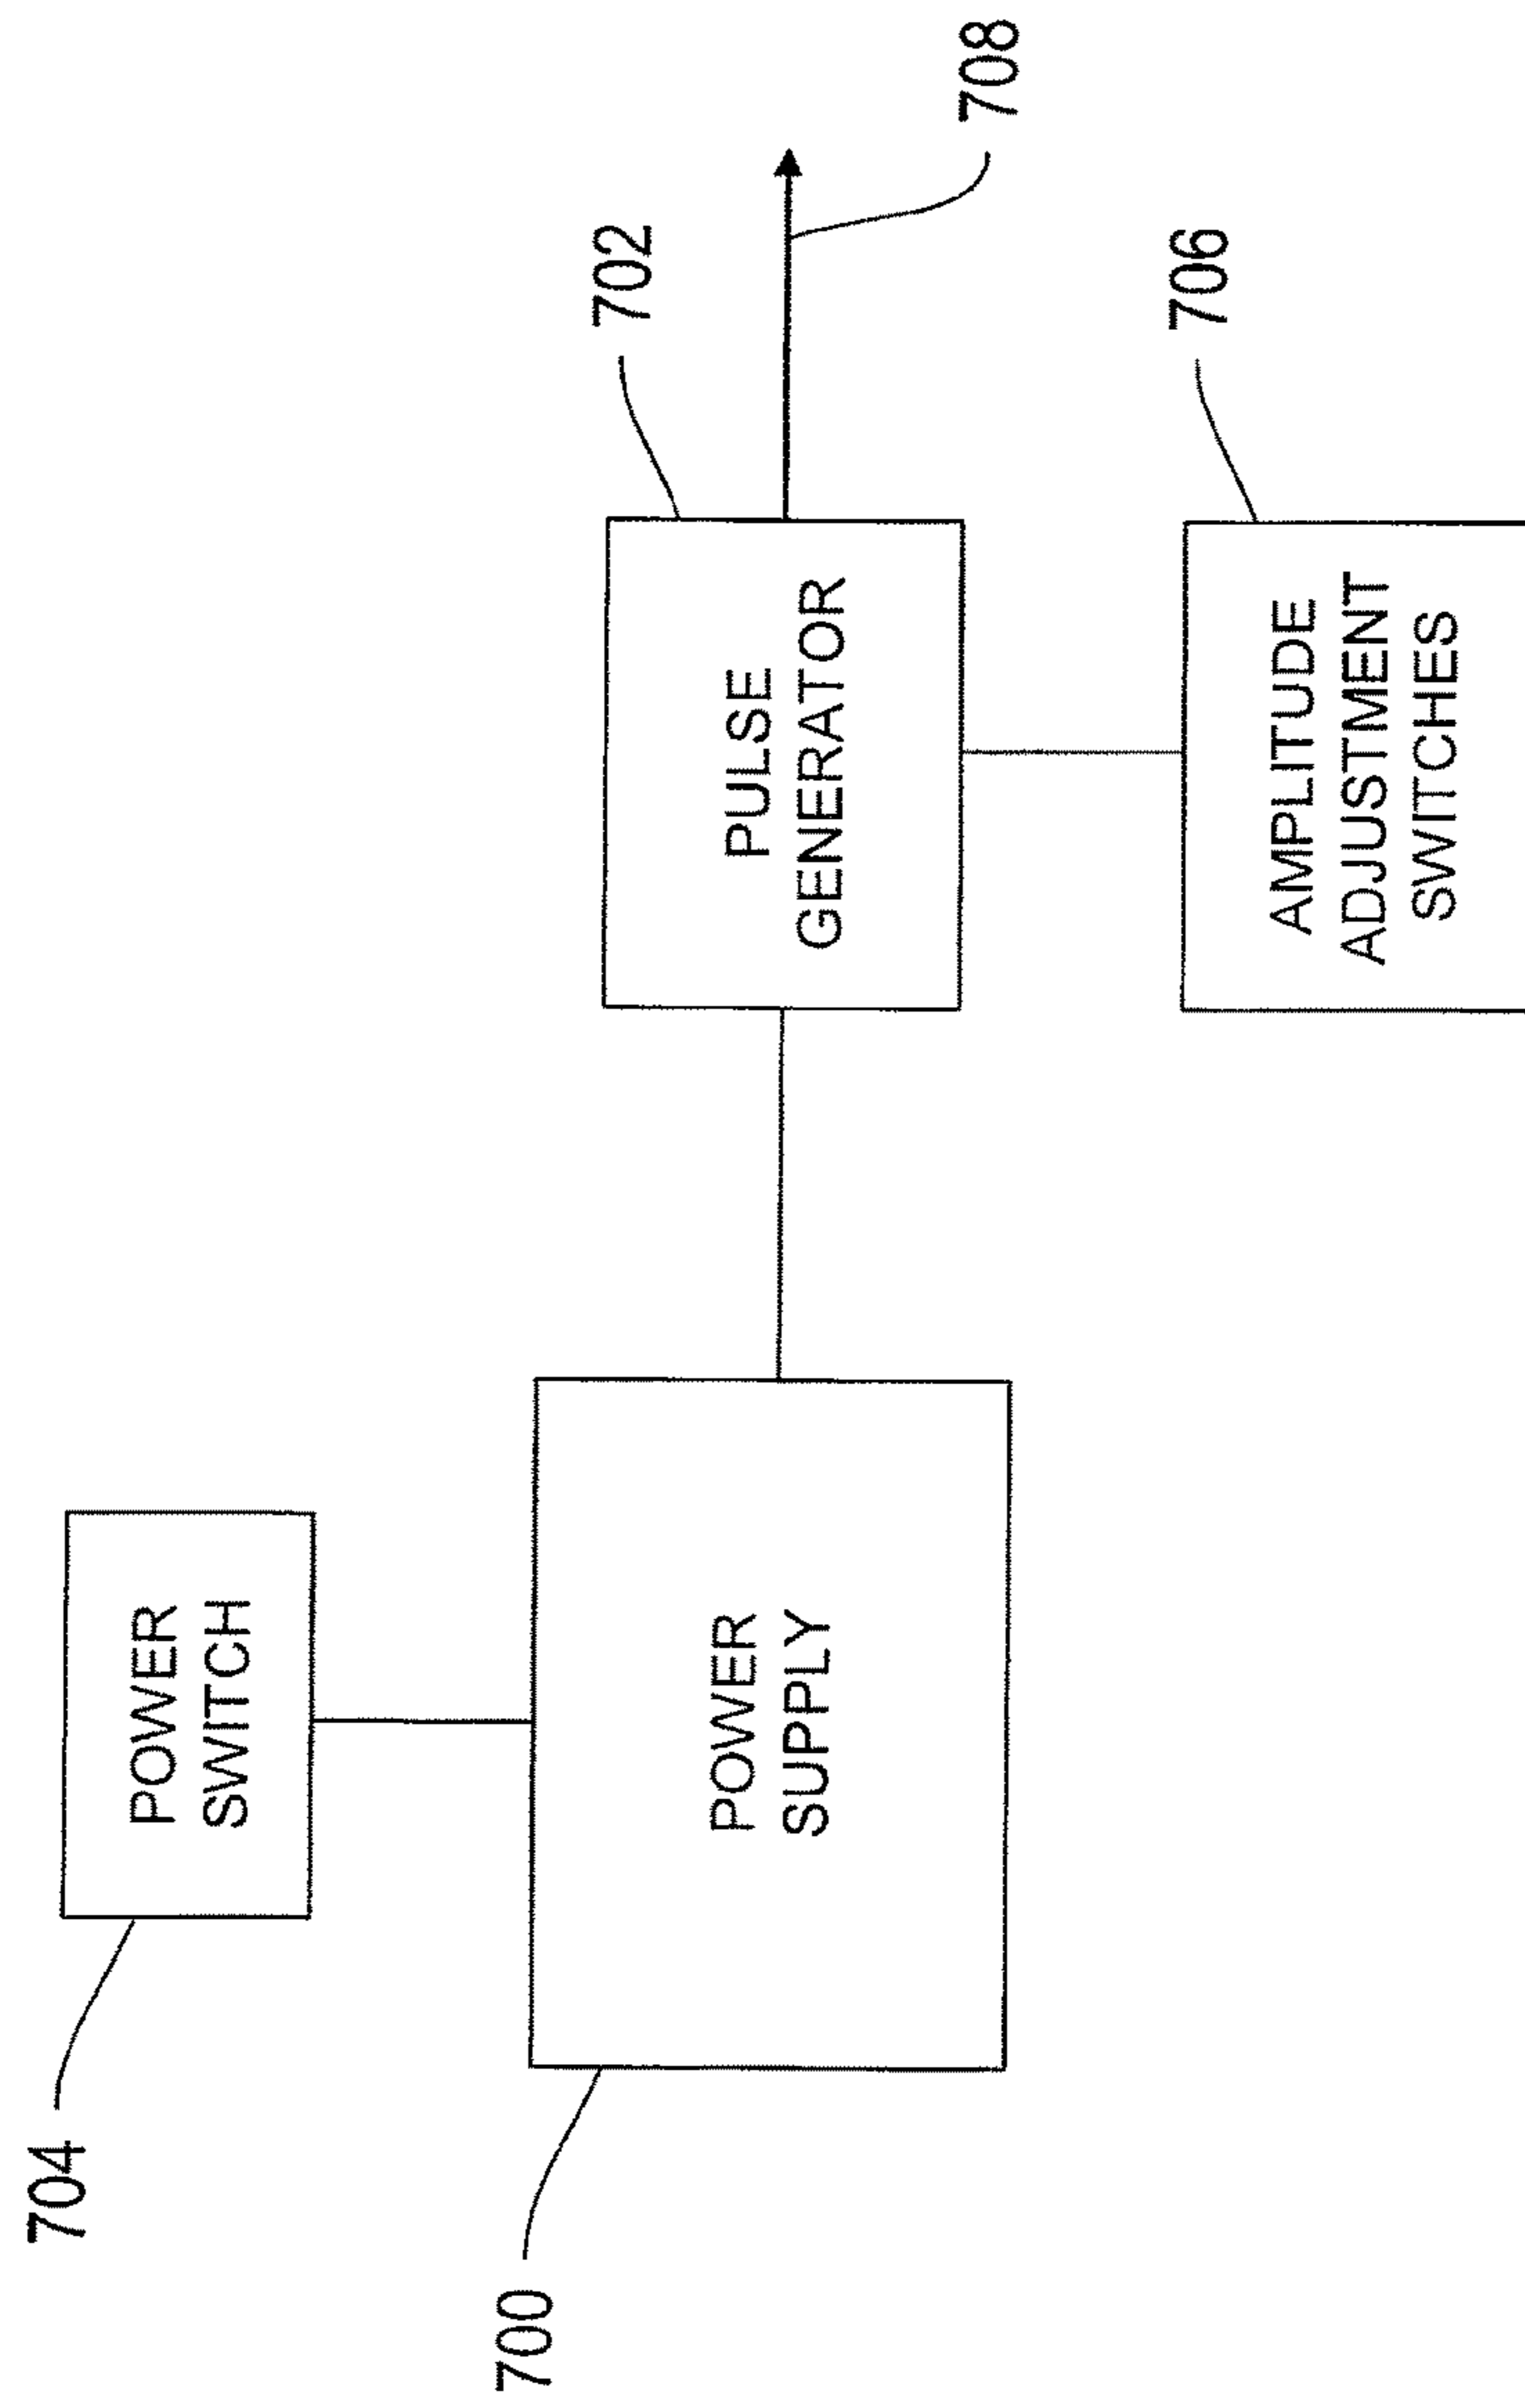 704
POWER
SWITCH
700
POWER
SUPPLY
702
PULSE
GENERATOR
708
706
AMPLITUDE
ADJUSTMENT
SWITCHES